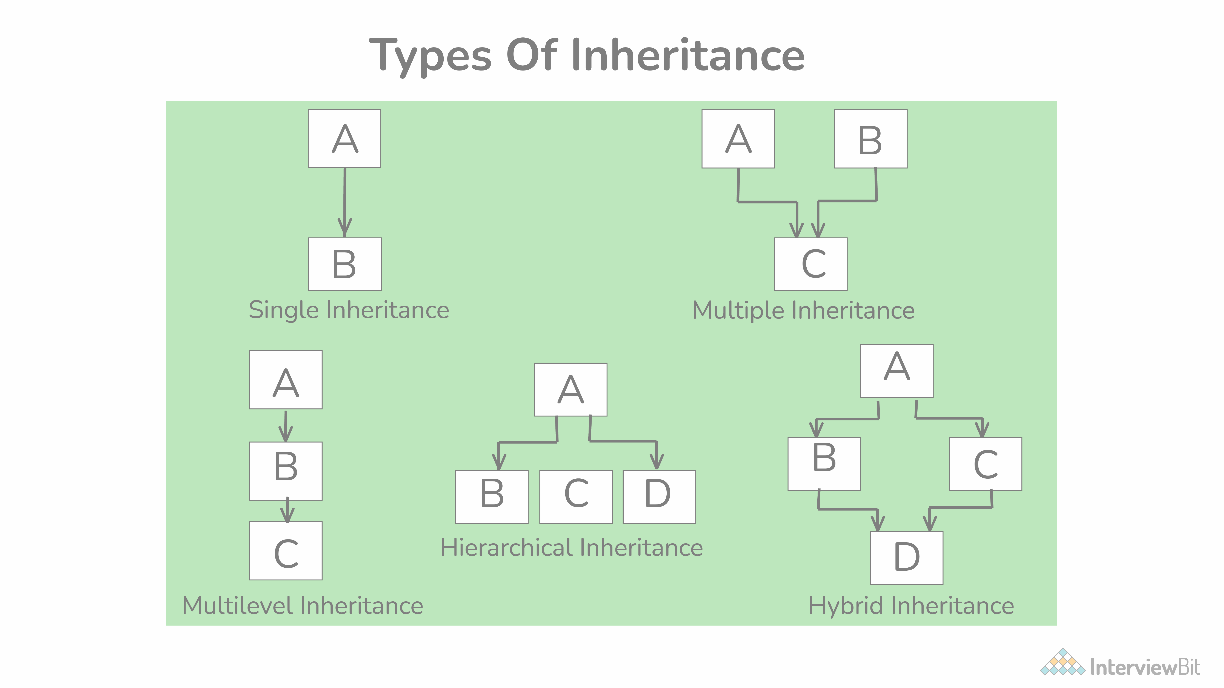 Types Of Inheritance
A
B
Single Inheritance
A B
C
Multiple Inheritance
A
B
C
Multilevel Inheritance
A
B C D
Hierarchical Inheritance
A
B C
D
Hybrid Inheritance
InterviewBit